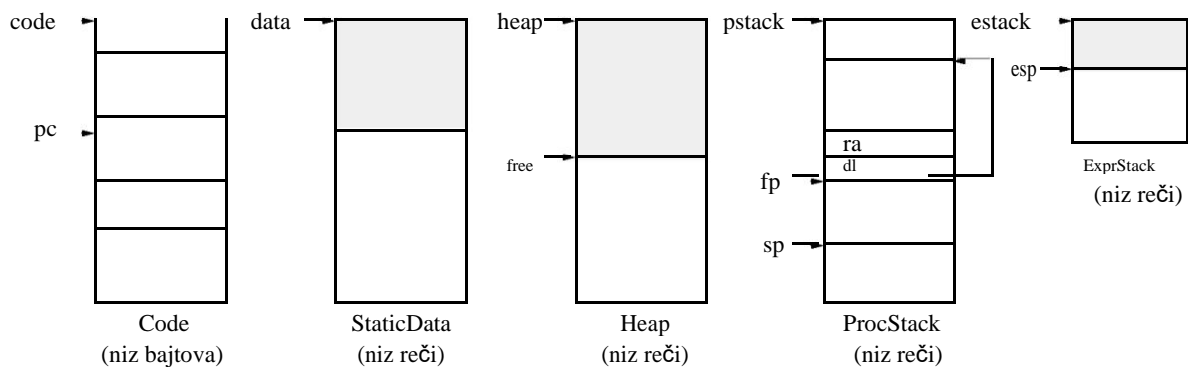 code
data
heap
pstack
estack
esp
pc
ra
free
dl
fp
ExprStack
(niz reči)
sp
Code
(niz bajtova)
StaticData
(niz reči)
Heap
(niz reči)
ProcStack
(niz reči)